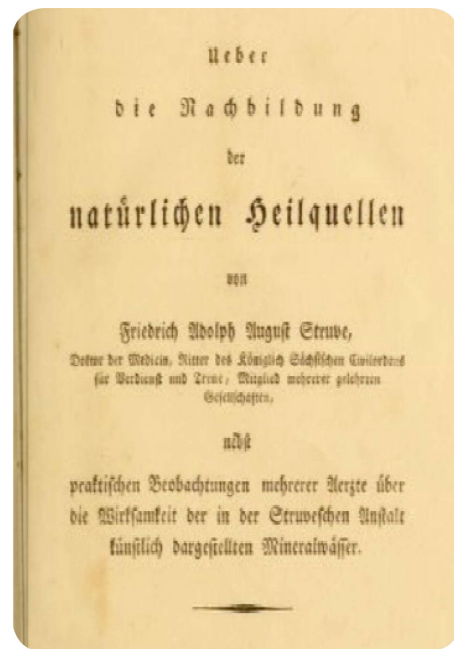 Ueber
die Nachbildung
der
natürlichen Heilquellen
von
Friedrich Adolph August Struve,
Doktor der Medicin, Ritter des Königlich Sächsischen Civilordens
für Verdienst und Treue, Mitglied mehrerer gelehrten
Gesellschaften,
nebst
praktischen Beobachtungen mehrerer Aerzte über
die Wirksamkeit der in der Struveschen Anstalt
künstlich dargestellten Mineralwässer.